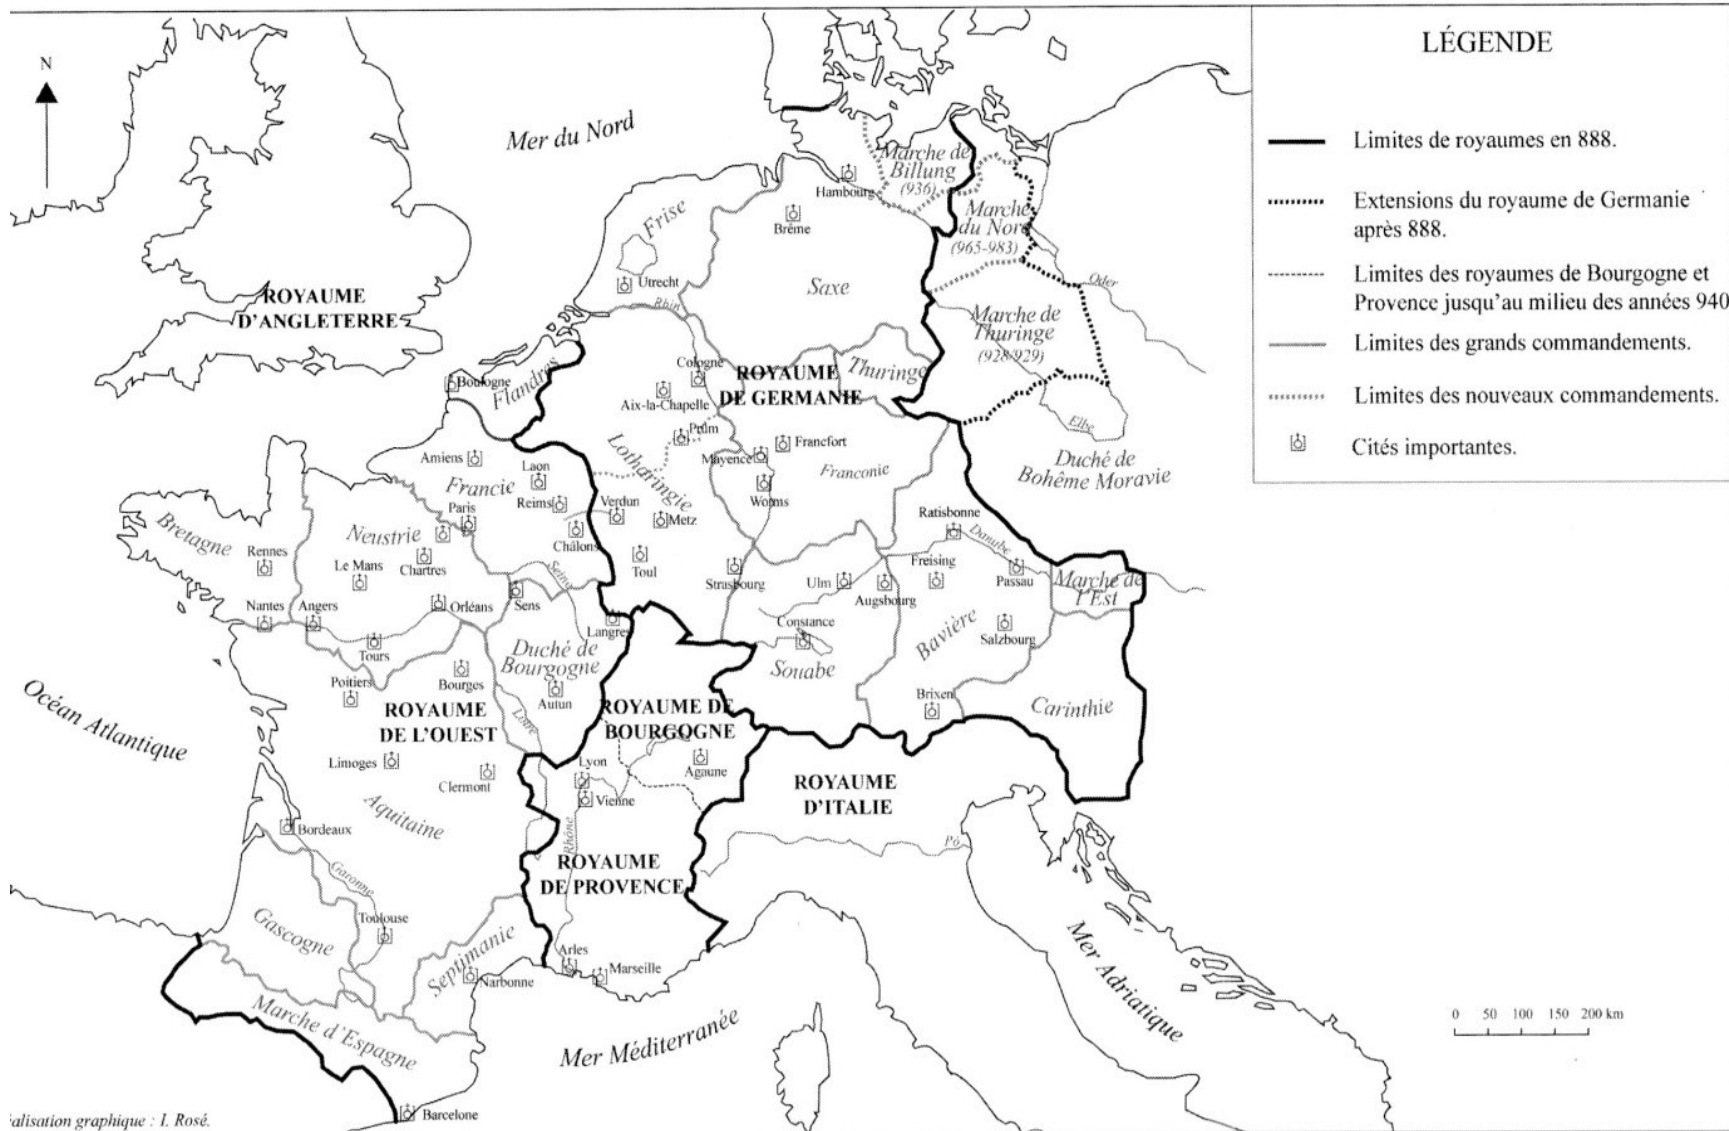 LÉGENDE
Limites de royaumes en 888.
Extensions du royaume de Germanie
après 888.
Limites des royaumes de Bourgogne et
Provence jusqu'au milieu des années 940
Limites des grands commandements.
Limites des nouveaux commandements.
Cités importantes.
N
Mer du Nord
Marche de
Billung
(936)
Hambourg
Marche
du Nord
(965-983)
Frise
Brême
Utrecht
Rhin
Saxe
Oder
ROYAUME
D'ANGLETERRE
Marche de
Thuringe
(928/929)
Boulogne
Flandres
Cologne
Aix-la-Chapelle
ROYAUME
DE GERMANIE
Thuringe
Elbe
Prüm
Lotharingie
Francfort
Mayence
Franconie
Worms
Duché de
Bohême Moravie
Amiens
Laon
Francie
Reims
Verdun
Metz
Paris
Neustrie
Châlons
Toul
Strasbourg
Bretagne
Rennes
Le Mans
Chartres
Seine
Ratisbonne
Danube
Freising
Passau
Marche de
l'Est
Ulm
Augsbourg
Nantes
Angers
Orléans
Sens
Langres
Constance
Bavière
Salzbourg
Tours
Duché de
Bourgogne
Souabe
Poitiers
Bourges
Autun
Brixen
Carinthie
Océan Atlantique
ROYAUME
DE L'OUEST
Loire
ROYAUME DE
BOURGOGNE
Limoges
Clermont
Lyon
Agaune
Vienne
ROYAUME
D'ITALIE
Aquitaine
Bordeaux
Garonne
Rhône
Pô
ROYAUME
DE PROVENCE
Gascogne
Toulouse
Septimanie
Narbonne
Arles
Marseille
Mer Adriatique
Marche d'Espagne
Mer Méditerranée
0 50 100 150 200 km
Barcelone
éalisation graphique : I. Rosé.